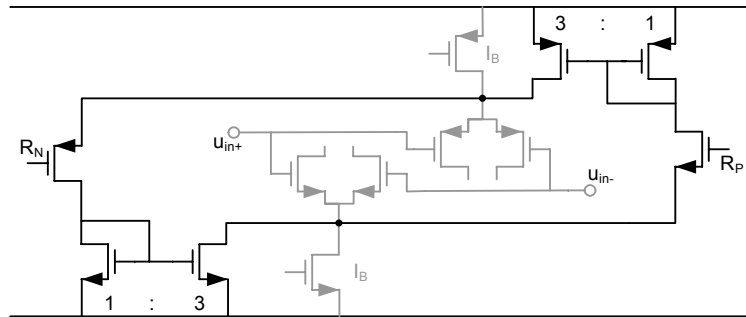 3 : 1
I_B
R_N
u_in+
R_P
u_in-
I_B
1 : 3